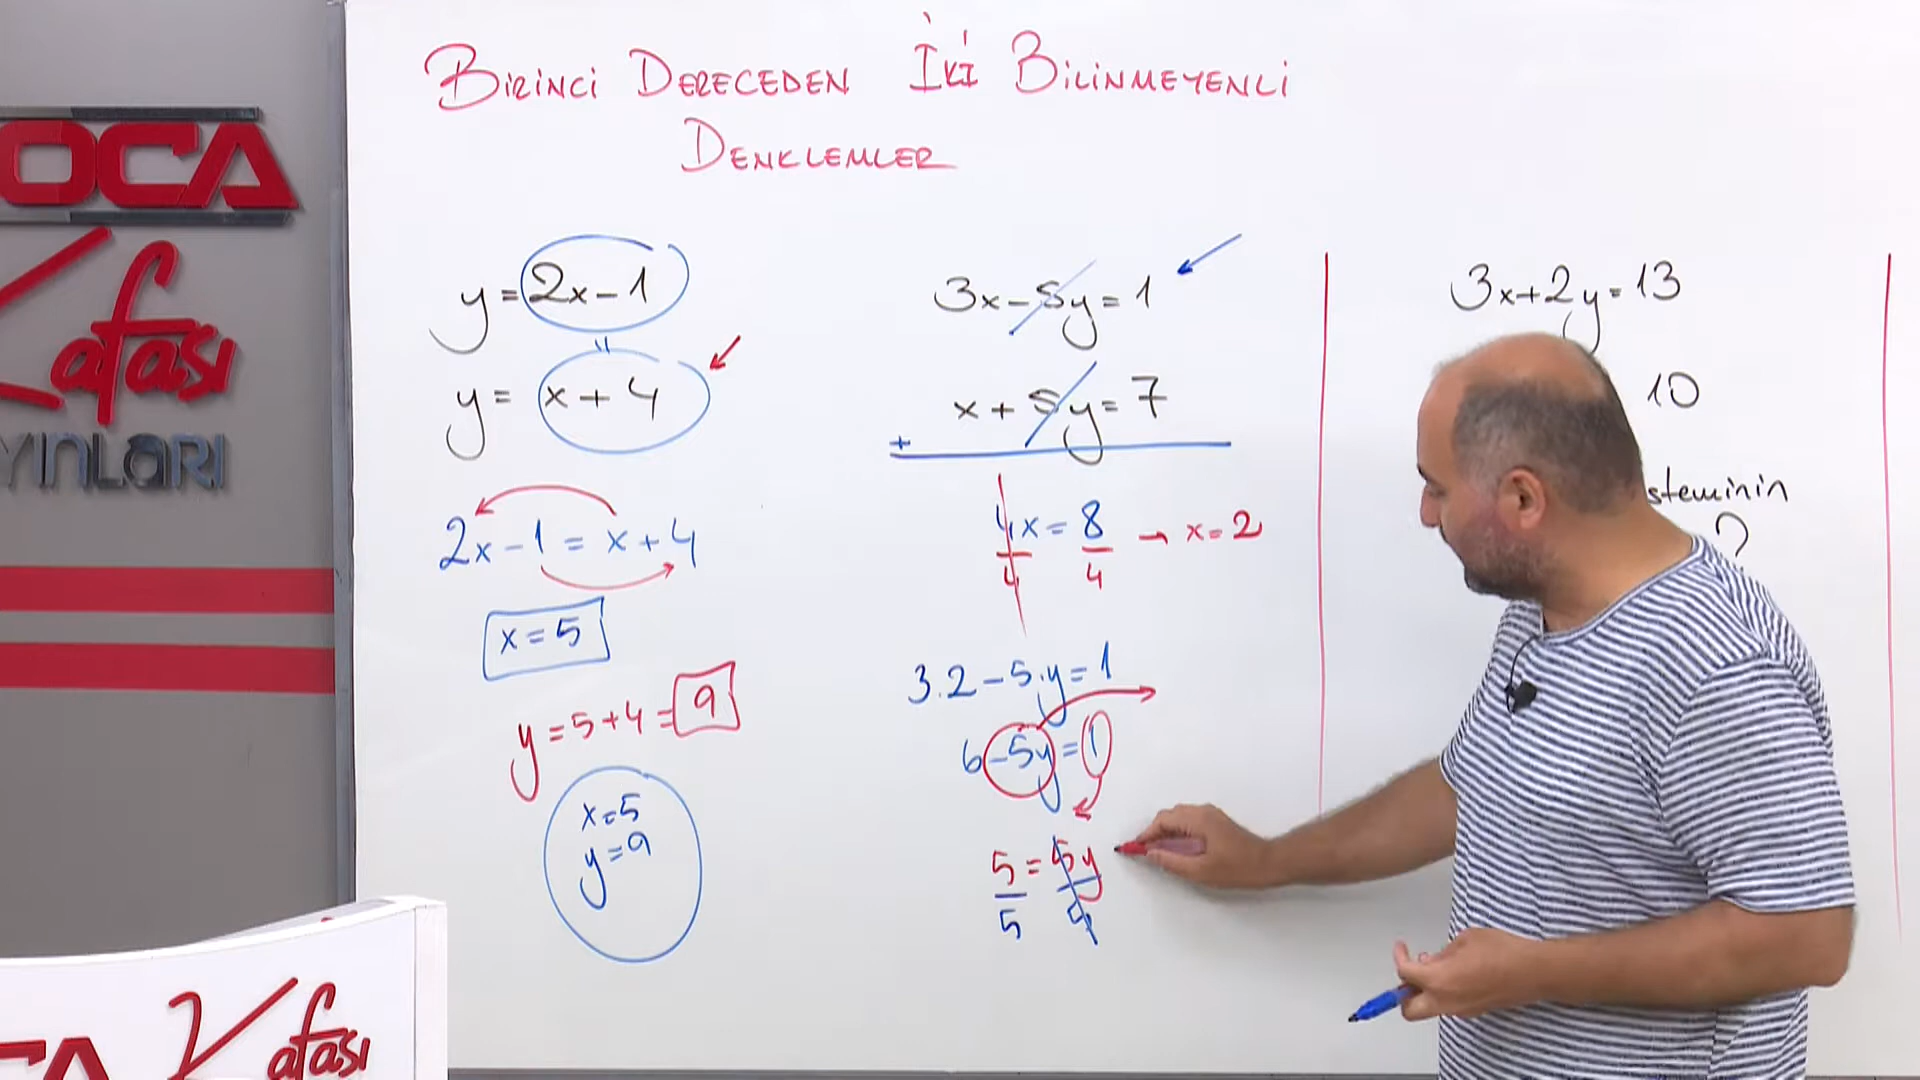 BİRİNCİ DERECEDEN İKİ BİLİNMEYENLİ
DENKLEMLER
OCA
Kafası
YINLARI
y = 2x - 1
y = x + 4
2x - 1 = x + 4
x = 5
y = 5 + 4 = 9
x = 5
y = 9
3x - 5y = 1
x + 5y = 7
+
4x = 8 → x = 2
4 4
3.2 - 5.y = 1
6 - 5y = 1
5 = 5y
5 5
3x + 2y = 13
10
steminin
?
CA
Kafası